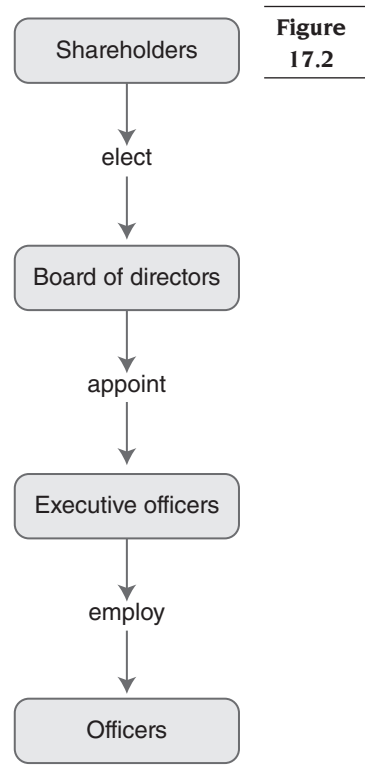 Shareholders
Figure
17.2
elect
Board of directors
appoint
Executive officers
employ
Officers